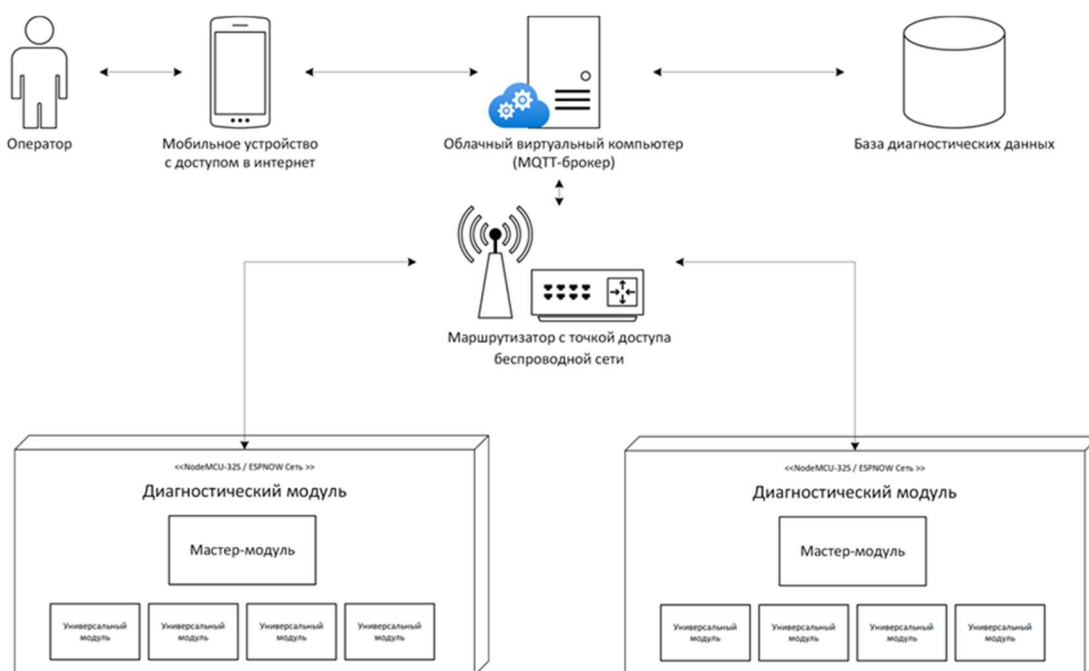 Оператор
Мобильное устройство
с доступом в интернет
Облачный виртуальный компьютер
(MQTT-брокер)
База диагностических данных
Маршрутизатор с точкой доступа
беспроводной сети
<<NodeMCU-32S / ESPNOW Сеть >>
Диагностический модуль
Мастер-модуль
Универсальный
модуль
Универсальный
модуль
Универсальный
модуль
Универсальный
модуль
<<NodeMCU-32S / ESPNOW Сеть >>
Диагностический модуль
Мастер-модуль
Универсальный
модуль
Универсальный
модуль
Универсальный
модуль
Универсальный
модуль